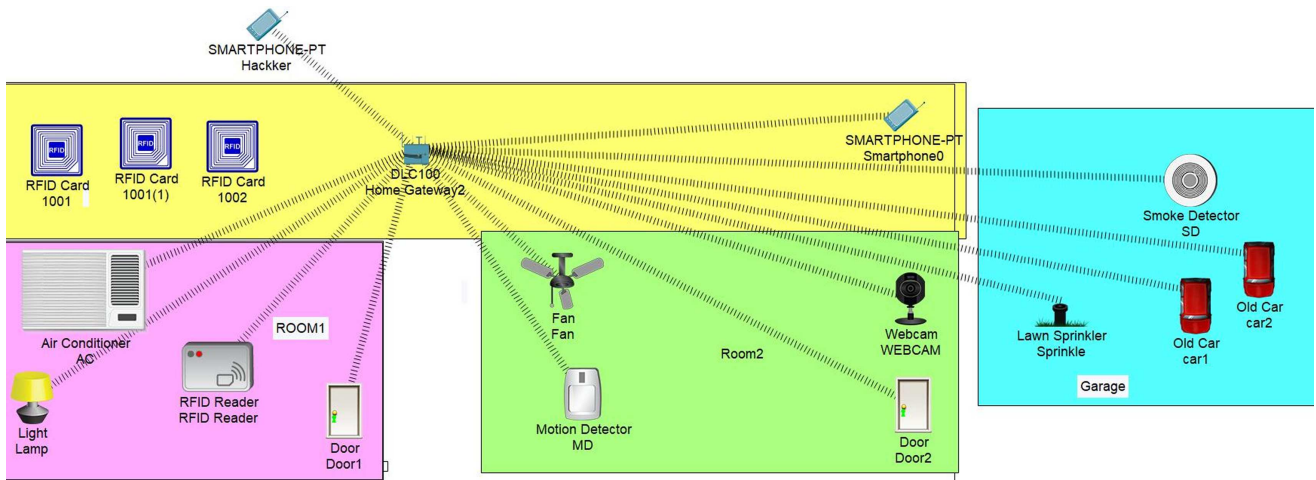 SMARTPHONE-PT
Hackker
RFID
RFID Card
1001
RFID
RFID Card
1001(1)
RFID
RFID Card
1002
DLC100
Home Gateway2
SMARTPHONE-PT
Smartphone0
Smoke Detector
SD
Air Conditioner
AC
ROOM1
RFID Reader
RFID Reader
Light
Lamp
Door
Door1
Fan
Fan
Motion Detector
MD
Room2
Webcam
WEBCAM
Door
Door2
Lawn Sprinkler
Sprinkle
Old Car
car1
Old Car
car2
Garage